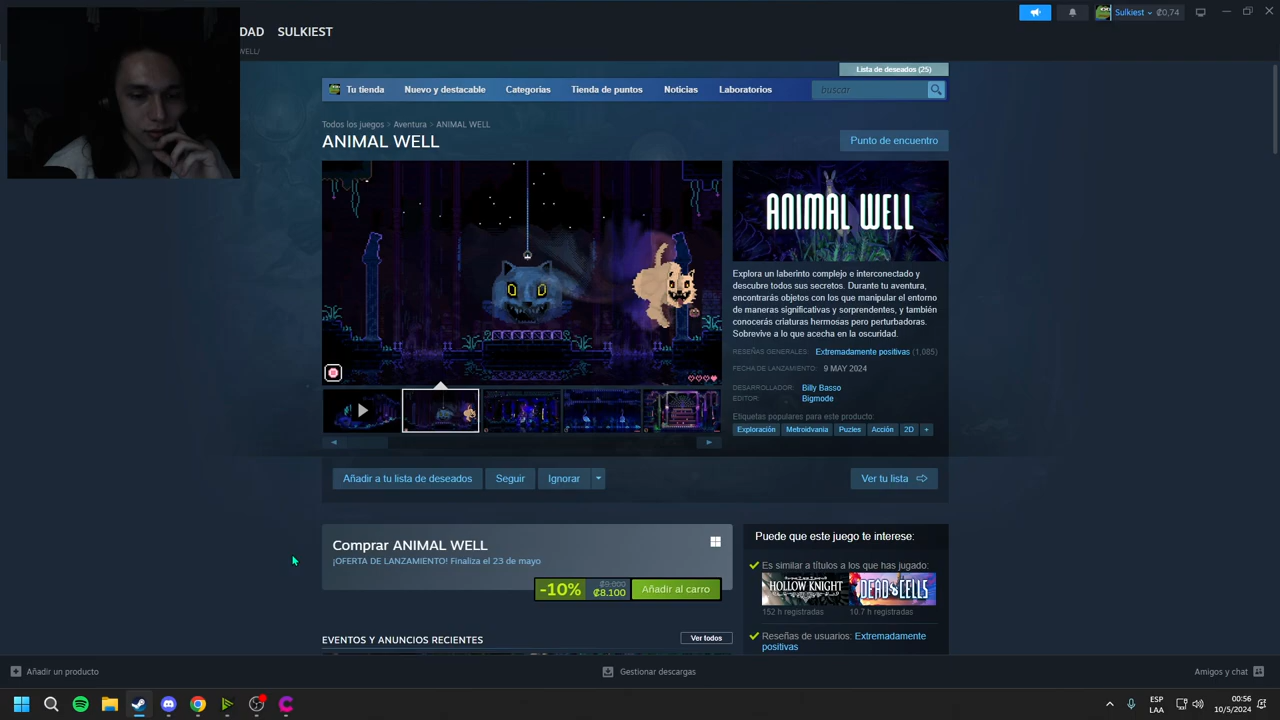 DAD SULKIEST
Sulkiest ₡0,74
WELL/
Lista de deseados (25)
Tu tienda Nuevo y destacable Categorías Tienda de puntos Noticias Laboratorios buscar
Todos los juegos > Aventura > ANIMAL WELL
ANIMAL WELL
Punto de encuentro
ANIMAL WELL
Explora un laberinto complejo e interconectado y
descubre todos sus secretos. Durante tu aventura,
encontrarás objetos con los que manipular el entorno
de maneras significativas y sorprendentes, y también
conocerás criaturas hermosas pero perturbadoras.
Sobrevive a lo que acecha en la oscuridad.
RESEÑAS GENERALES: Extremadamente positivas (1,085)
FECHA DE LANZAMIENTO: 9 MAY 2024
DESARROLLADOR: Billy Basso
EDITOR: Bigmode
Etiquetas populares para este producto:
Exploración Metroidvania Puzles Acción 2D +
Añadir a tu lista de deseados Seguir Ignorar Ver tu lista
Comprar ANIMAL WELL
¡OFERTA DE LANZAMIENTO! Finaliza el 23 de mayo
-10% ₡9.000 ₡8.100 Añadir al carro
Puede que este juego te interese:
Es similar a títulos a los que has jugado:
HOLLOW KNIGHT DEAD CELLS
152 h registradas 10.7 h registradas
Reseñas de usuarios: Extremadamente
positivas
EVENTOS Y ANUNCIOS RECIENTES Ver todos
Añadir un producto Gestionar descargas Amigos y chat
ESP
LAA
00:56
10/5/2024